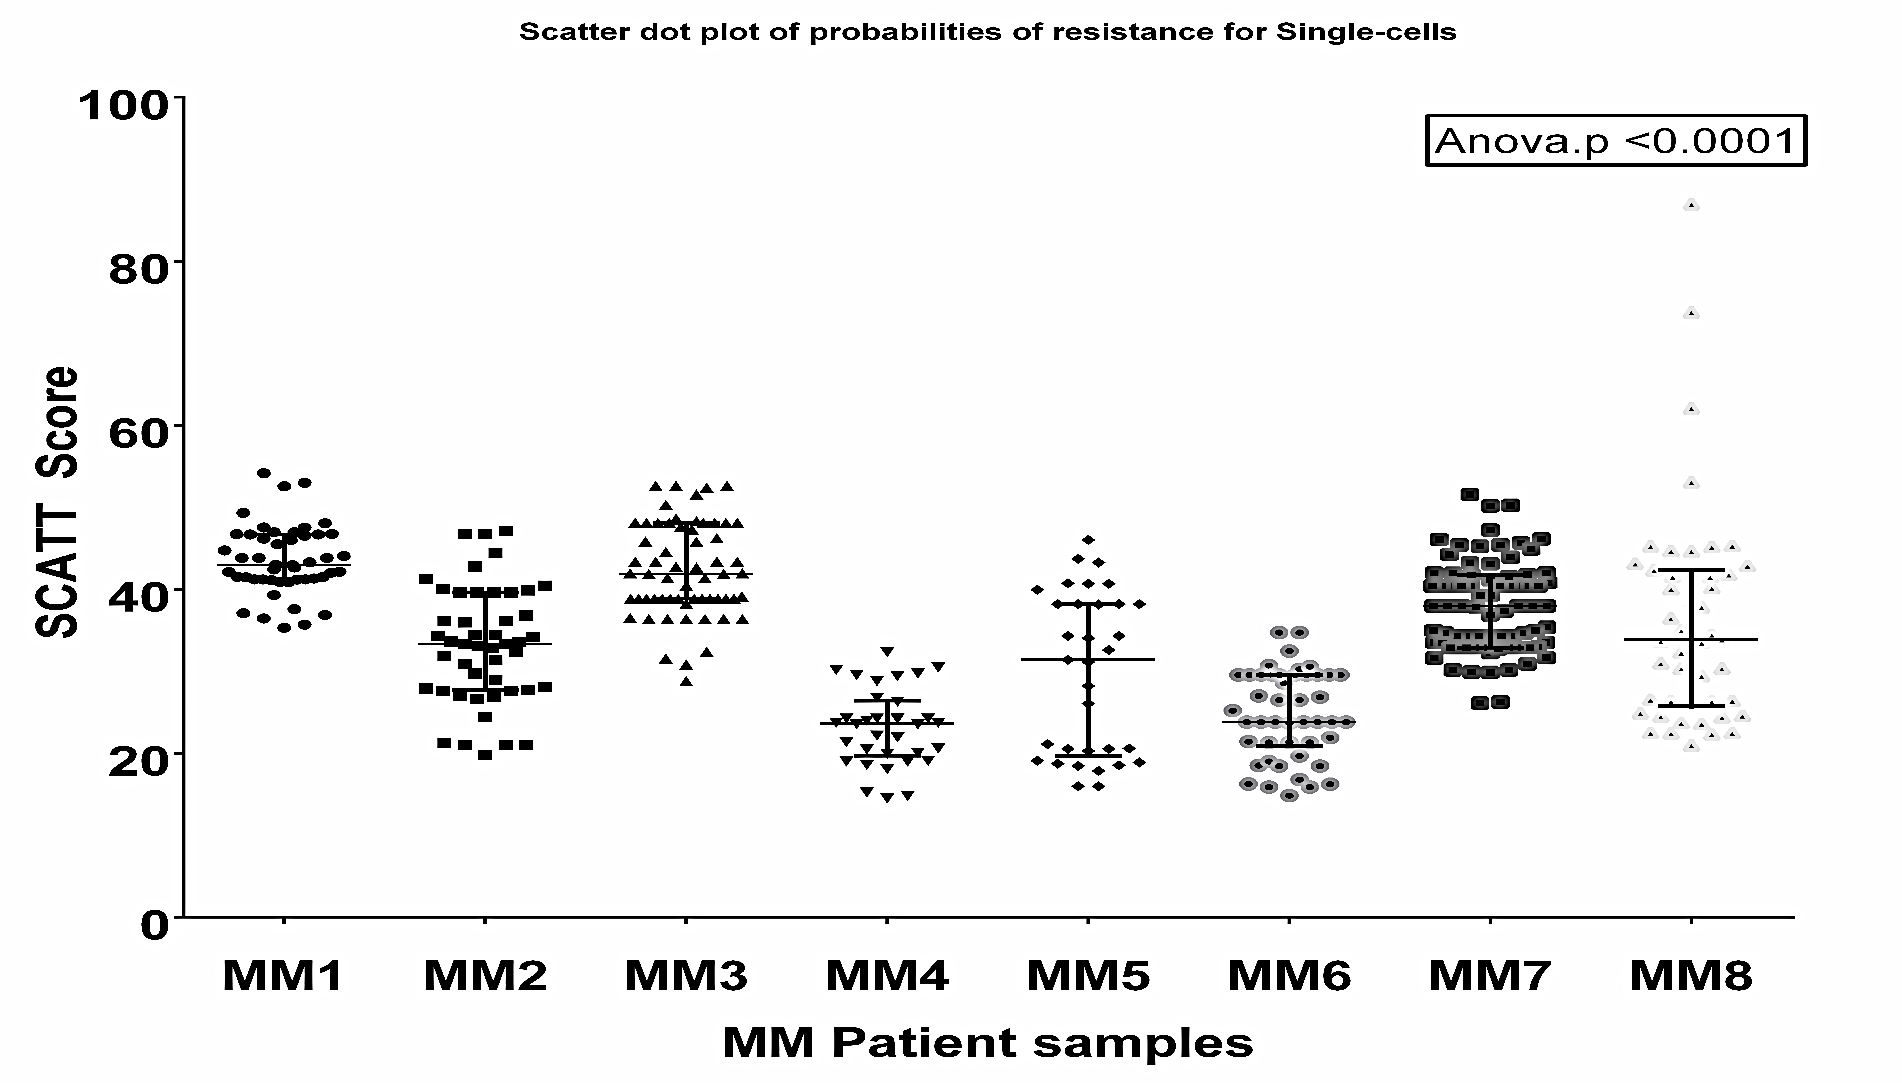 Scatter dot plot of probabilities of resistance for Single-cells
100
Anova.p <0.0001
80
60
40
20
0
SCATT Score
MM1 MM2 MM3 MM4 MM5 MM6 MM7 MM8
MM Patient samples